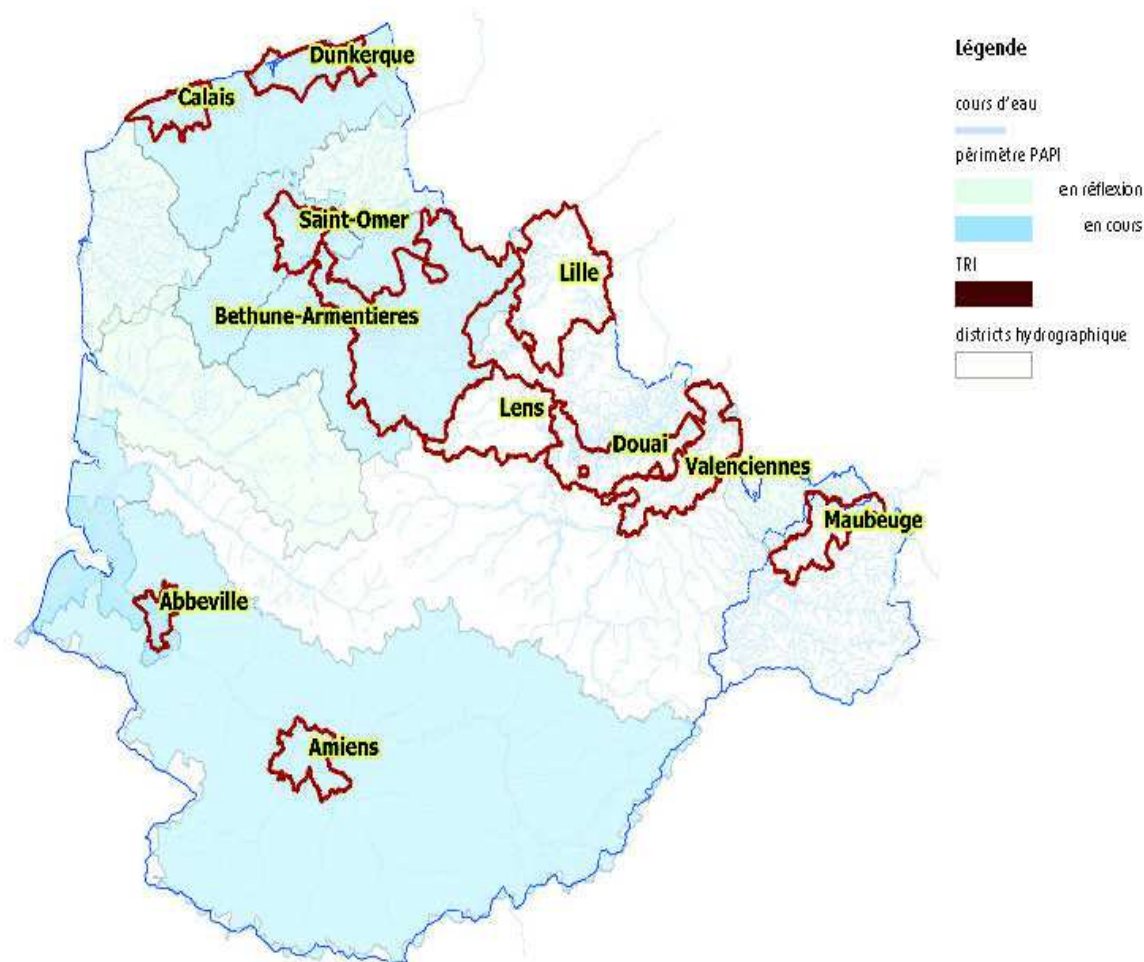 Dunkerque
Calais
Saint-Omer
Lille
Bethune-Armentieres
Lens
Douai
Valenciennes
Maubeuge
Abbeville
Amiens
Légende
cours d'eau
périmètre PAPI
en réflexion
en cours
TRI
districts hydrographique